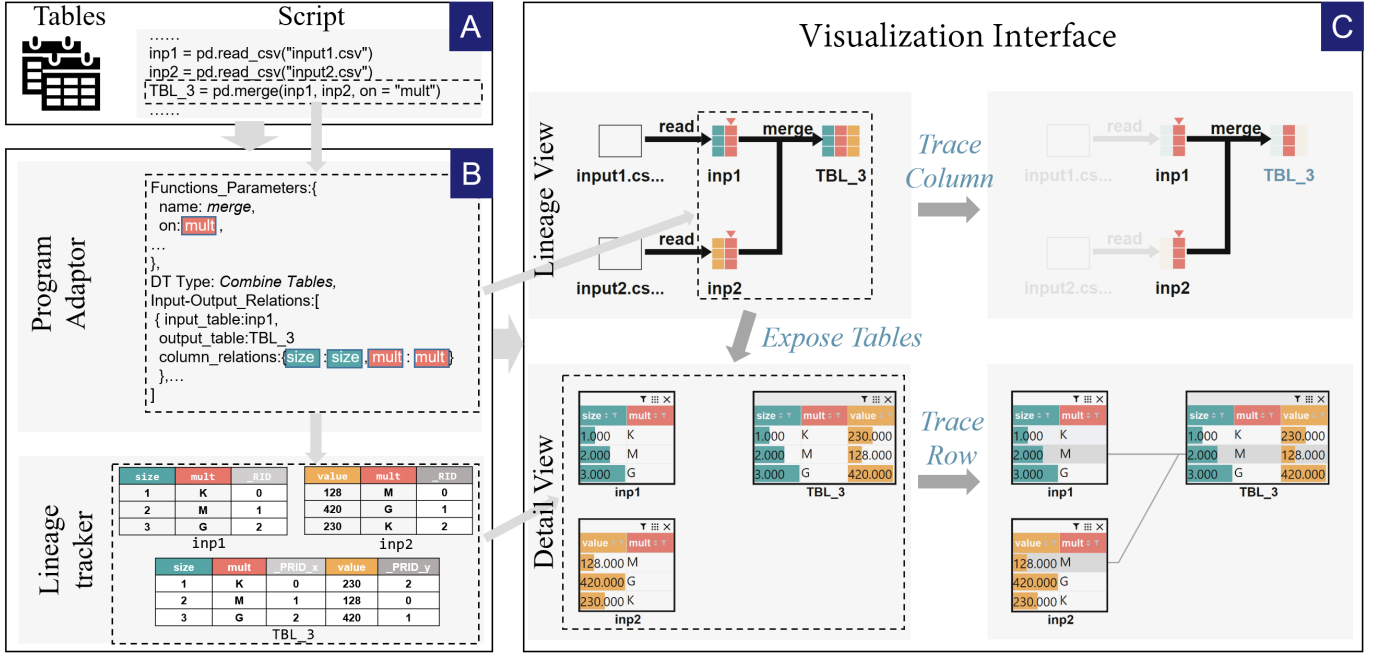 Tables
Script
A
......
inp1 = pd.read_csv("input1.csv")
inp2 = pd.read_csv("input2.csv")
TBL_3 = pd.merge(inp1, inp2, on = "mult")
......
B
Program
Adaptor
Functions_Parameters:{
name: merge,
on: mult ,
...
},
DT Type: Combine Tables,
Input-Output_Relations:[
{ input_table:inp1,
output_table:TBL_3
column_relations:{size : size , mult : mult}
},...
]
Lineage
tracker
size mult _RID
1 K 0
2 M 1
3 G 2
inp1
value mult _RID
128 M 0
420 G 1
230 K 2
inp2
size mult _PRID_x value _PRID_y
1 K 0 230 2
2 M 1 128 0
3 G 2 420 1
TBL_3
C
Visualization Interface
Lineage View
read
merge
input1.cs...
inp1
TBL_3
read
input2.cs...
inp2
Trace
Column
read
merge
input1.cs...
inp1
TBL_3
read
input2.cs...
inp2
Expose Tables
Detail View
size mult
1.000 K
2.000 M
3.000 G
inp1
size mult value
1.000 K 230.000
2.000 M 128.000
3.000 G 420.000
TBL_3
value mult
128.000 M
420.000 G
230.000 K
inp2
Trace
Row
size mult
1.000 K
2.000 M
3.000 G
inp1
size mult value
1.000 K 230.000
2.000 M 128.000
3.000 G 420.000
TBL_3
value mult
128.000 M
420.000 G
230.000 K
inp2